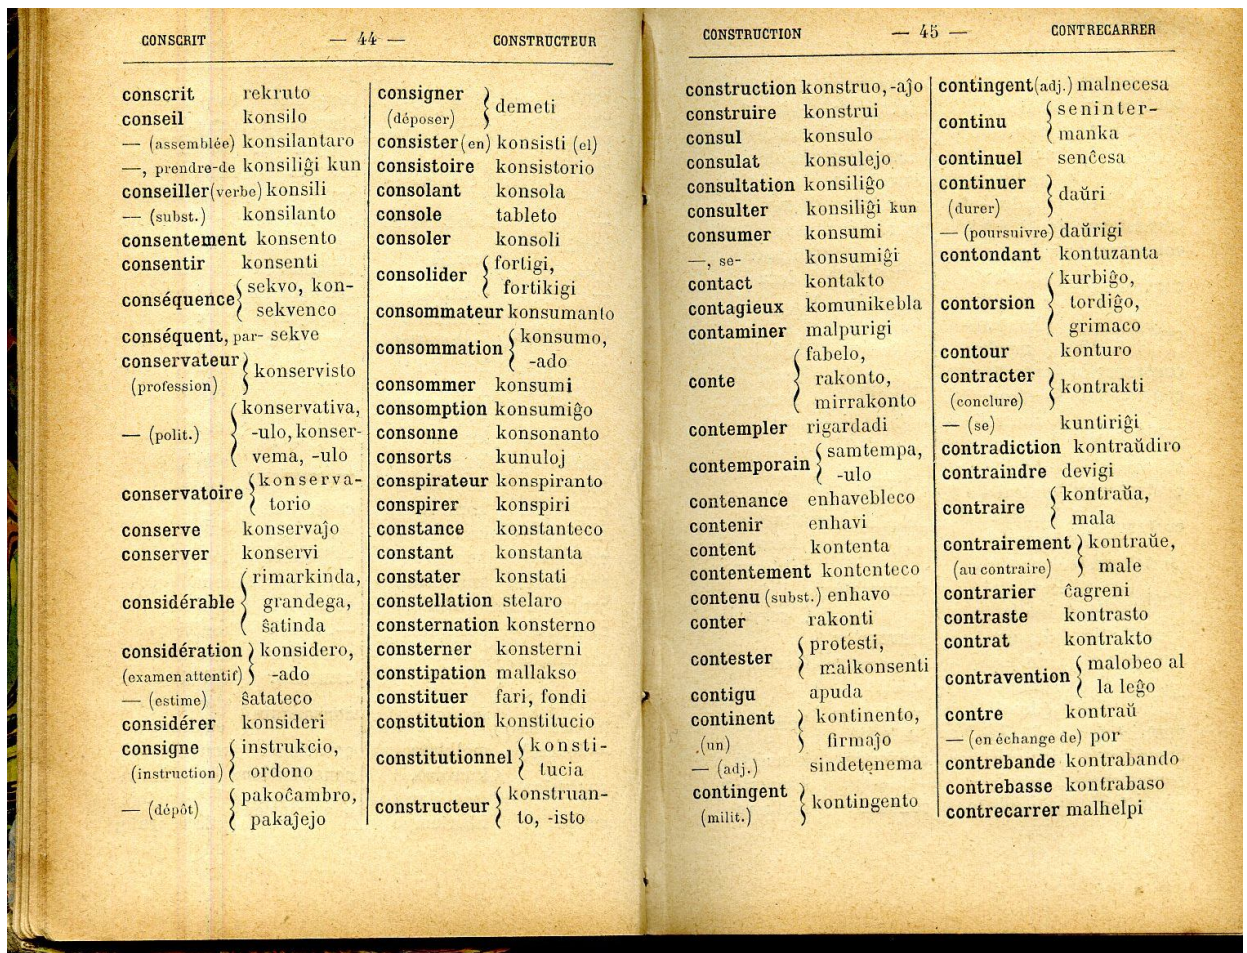 CONSCRIT — 44 — CONSTRUCTEUR
conscrit rekruto
conseil konsilo
— (assemblée) konsilantaro
—, prendre-de konsiliĝi kun
conseiller (verbe) konsili
— (subst.) konsilanto
consentement konsento
consentir konsenti
conséquence { sekvo, kon-
sekvenco
conséquent, par- sekve
conservateur } konservisto
(profession)
— (polit.) { konservativa,
-ulo, konser-
vema, -ulo
conservatoire { konserva-
torio
conserve konservaĵo
conserver konservi
considérable { rimarkinda,
grandega,
ŝatinda
considération } konsidero,
(examen attentif) -ado
— (estime) ŝatateco
considérer konsideri
consigne { instrukcio,
(instruction) ordono
— (dépôt) { pakoĉambro,
pakaĵejo
consigner } demeti
(déposer)
consister (en) konsisti (el)
consistoire konsistorio
consolant konsola
console tableto
consoler konsoli
consolider { fortigi,
fortikigi
consommateur konsumanto
consommation { konsumo,
-ado
consommer konsumi
consomption konsumiĝo
consonne konsonanto
consorts kunuloj
conspirateur konspiranto
conspirer konspiri
constance konstanteco
constant konstanta
constater konstati
constellation stelaro
consternation konsterno
consterner konsterni
constipation mallakso
constituer fari, fondi
constitution konstitucio
constitutionnel { konsti-
tucia
constructeur { konstruan-
to, -isto
CONSTRUCTION — 45 — CONTRECARRER
construction konstruo, -aĵo
construire konstrui
consul konsulo
consulat konsulejo
consultation konsiliĝo
consulter konsiliĝi kun
consumer konsumi
—, se- konsumiĝi
contact kontakto
contagieux komunikebla
contaminer malpurigi
conte { fabelo,
rakonto,
mirrakonto
contempler rigardadi
contemporain { samtempa,
-ulo
contenance enhavebleco
contenir enhavi
content kontenta
contentement kontenteco
contenu (subst.) enhavo
conter rakonti
contester { protesti,
malkonsenti
contigu apuda
continent } kontinento,
(un) firmaĵo
— (adj.) sindetenema
contingent } kontingento
(milit.)
contingent (adj.) malnecesa
continu { seninter-
manka
continuel senĉesa
continuer } daŭri
(durer)
— (poursuivre) daŭrigi
contondant kontuzanta
contorsion { kurbiĝo,
tordiĝo,
grimaco
contour konturo
contracter } kontrakti
(conclure)
— (se) kuntiriĝi
contradiction kontraŭdiro
contraindre devigi
contraire { kontraŭa,
mala
contrairement } kontraŭe,
(au contraire) male
contrarier ĉagreni
contraste kontrasto
contrat kontrakto
contravention { malobeo al
la leĝo
contre kontraŭ
— (en échange de) por
contrebande kontrabando
contrebasse kontrabaso
contrecarrer malhelpi